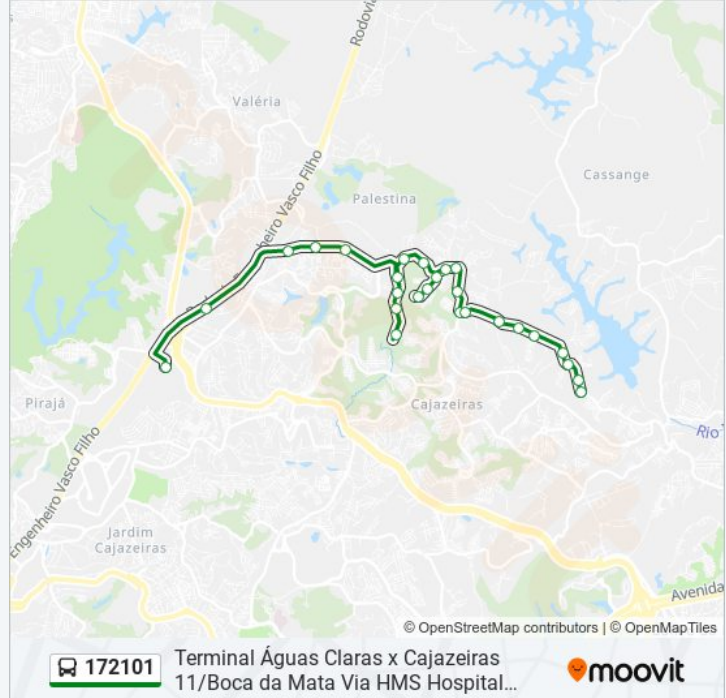 Rodovia
Valéria
Cassange
Palestina
Rodovia Engenheiro Vasco Filho
Pirajá
Cajazeiras
Rio
Engenheiro Vasco Filho
Jardim
Cajazeiras
Avenida
© OpenStreetMap contributors | © OpenMapTiles
172101
Terminal Águas Claras x Cajazeiras
11/Boca da Mata Via HMS Hospital...
moovit